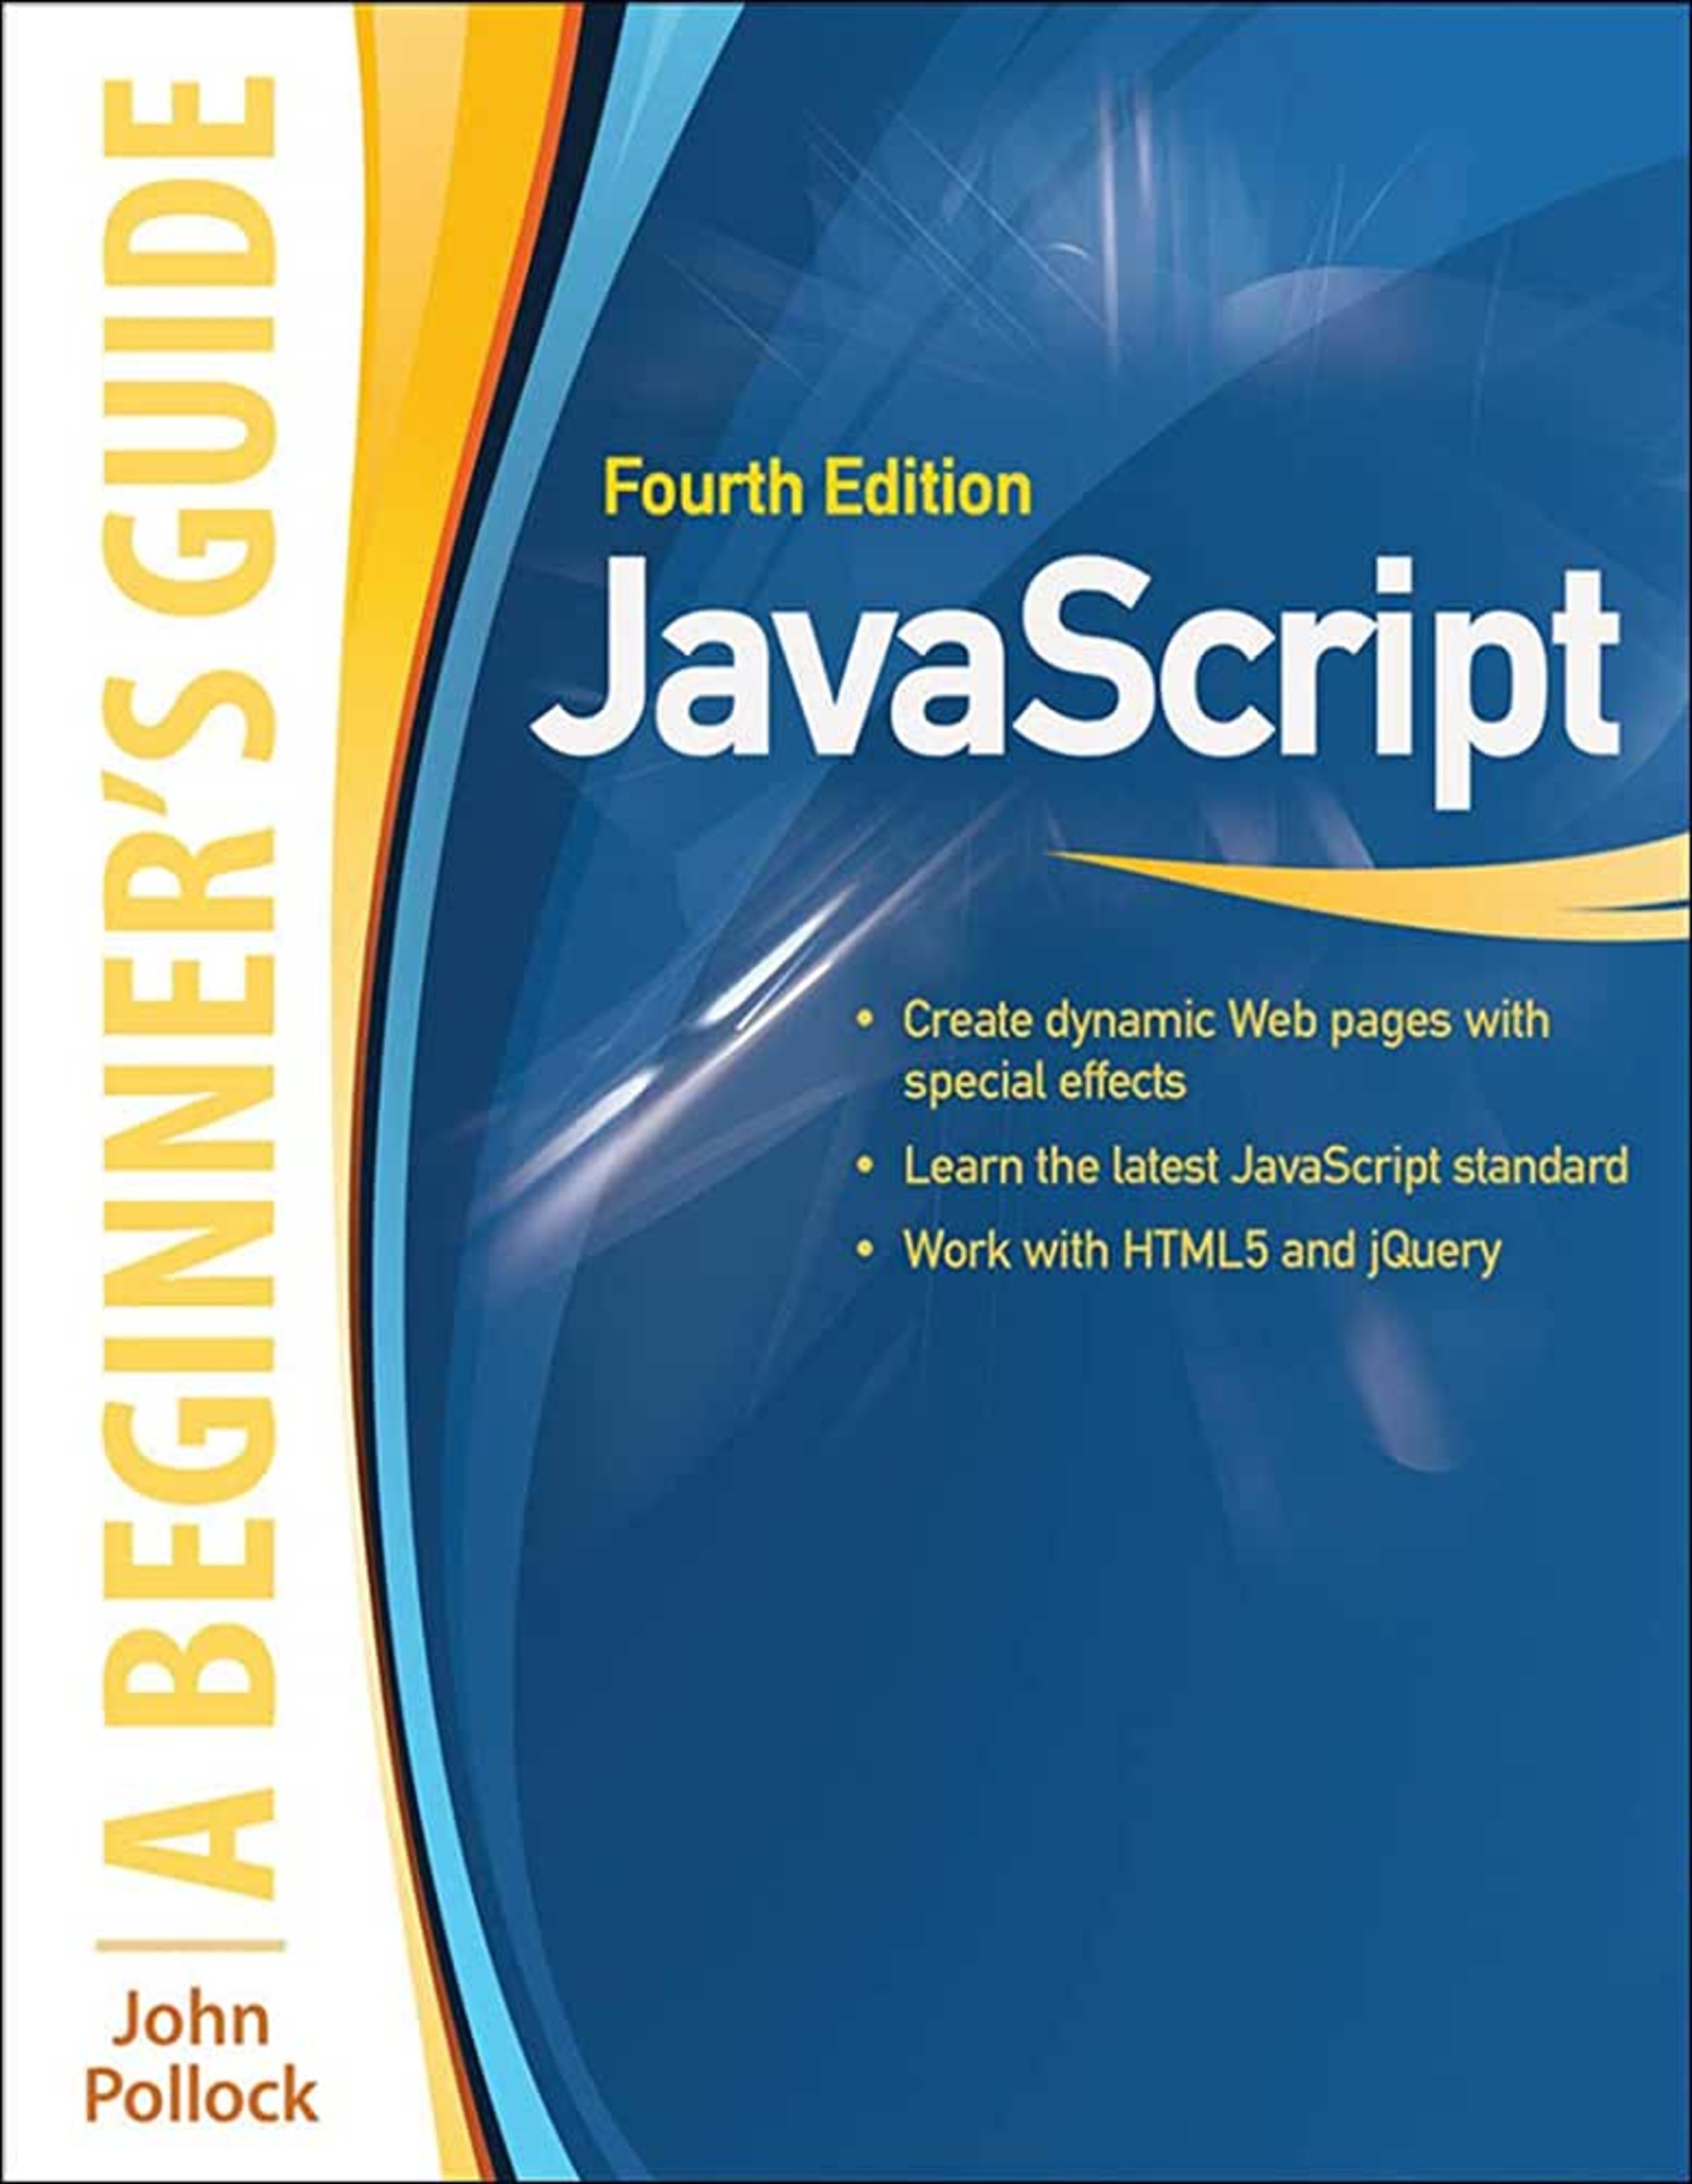 A BEGINNER'S GUIDE
John
Pollock
Fourth Edition
JavaScript
• Create dynamic Web pages with
special effects
• Learn the latest JavaScript standard
• Work with HTML5 and jQuery